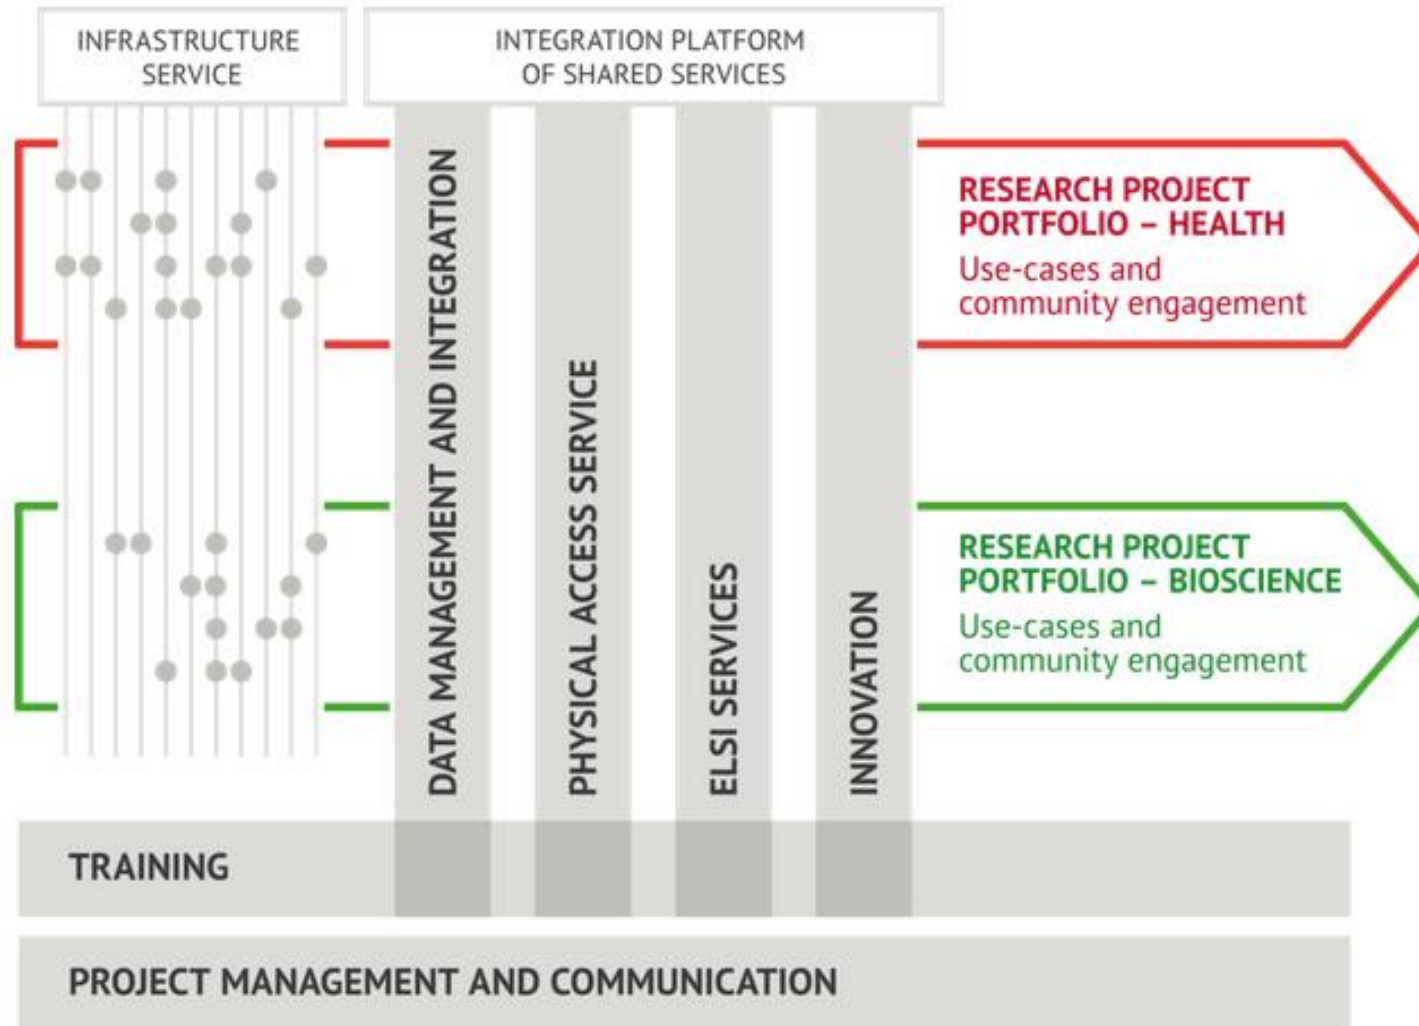 INFRASTRUCTURE
SERVICE
INTEGRATION PLATFORM
OF SHARED SERVICES
DATA MANAGEMENT AND INTEGRATION
PHYSICAL ACCESS SERVICE
ELSI SERVICES
INNOVATION
RESEARCH PROJECT
PORTFOLIO – HEALTH
Use-cases and
community engagement
RESEARCH PROJECT
PORTFOLIO – BIOSCIENCE
Use-cases and
community engagement
TRAINING
PROJECT MANAGEMENT AND COMMUNICATION